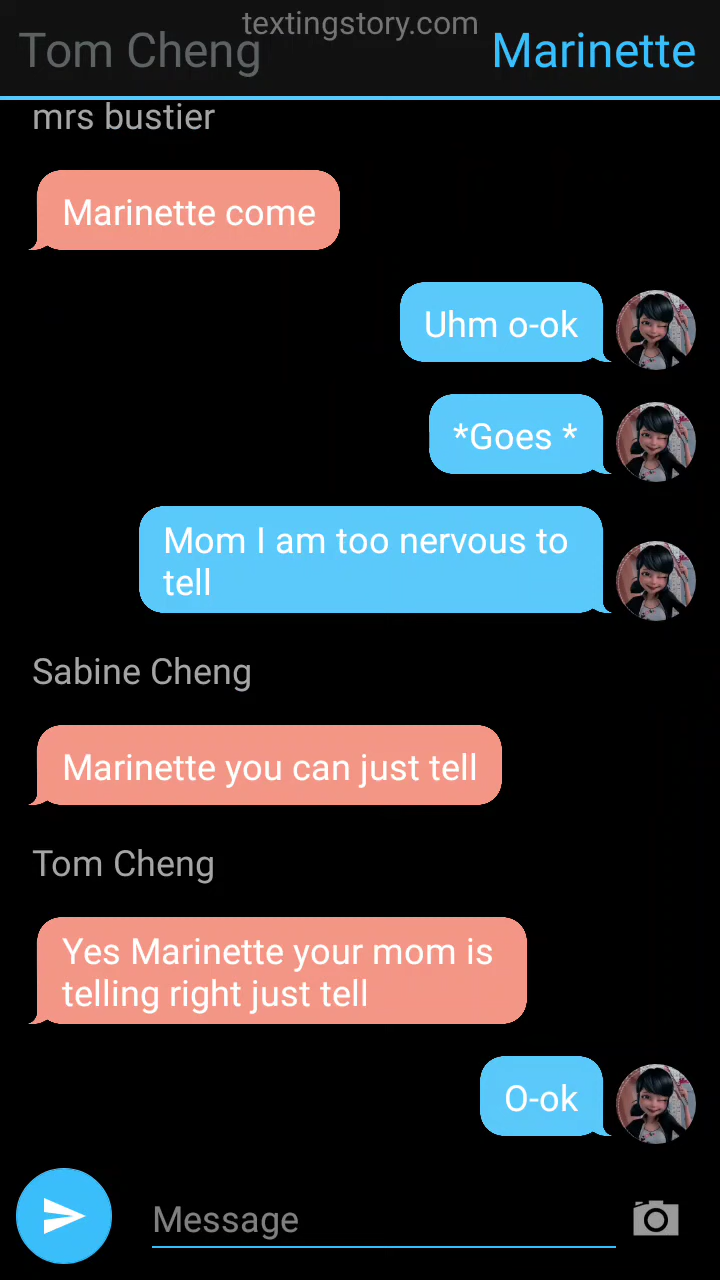 textingstory.com
Tom Cheng
Marinette
mrs bustier
Marinette come
Uhm o-ok
*Goes *
Mom I am too nervous to
tell
Sabine Cheng
Marinette you can just tell
Tom Cheng
Yes Marinette your mom is
telling right just tell
O-ok
Message